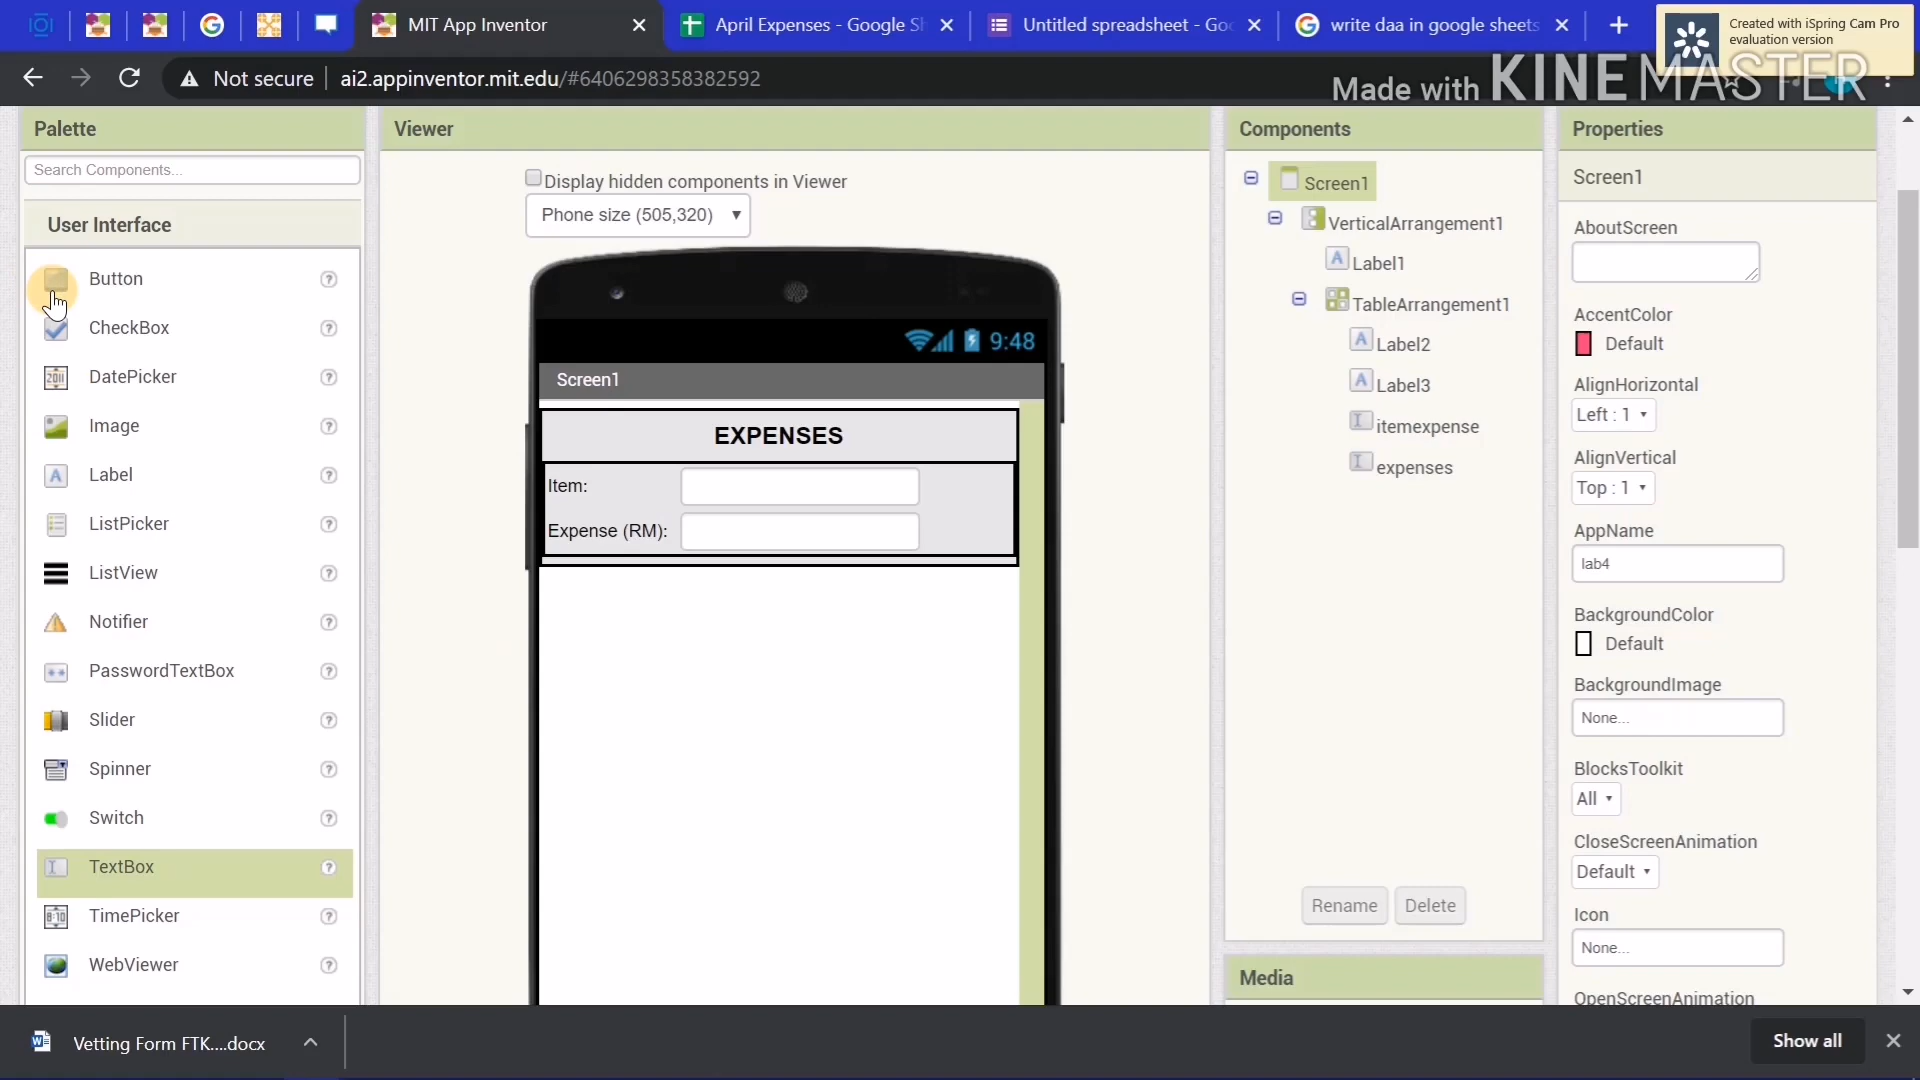 MIT App Inventor
April Expenses - Google Sh
Untitled spreadsheet - Goo
write daa in google sheets
Created with iSpring Cam Pro
evaluation version
Not secure
ai2.appinventor.mit.edu/#6406298358382592
Made with KINEMASTER
Palette
Viewer
Components
Properties
Search Components...
Display hidden components in Viewer
Phone size (505,320)
User Interface
Button
CheckBox
DatePicker
Image
Label
ListPicker
ListView
Notifier
PasswordTextBox
Slider
Spinner
Switch
TextBox
TimePicker
WebViewer
9:48
Screen1
EXPENSES
Item:
Expense (RM):
Screen1
VerticalArrangement1
Label1
TableArrangement1
Label2
Label3
itemexpense
expenses
Rename
Delete
Media
Screen1
AboutScreen
AccentColor
Default
AlignHorizontal
Left : 1
AlignVertical
Top : 1
AppName
lab4
BackgroundColor
Default
BackgroundImage
None...
BlocksToolkit
All
CloseScreenAnimation
Default
Icon
None...
OpenScreenAnimation
Vetting Form FTK....docx
Show all